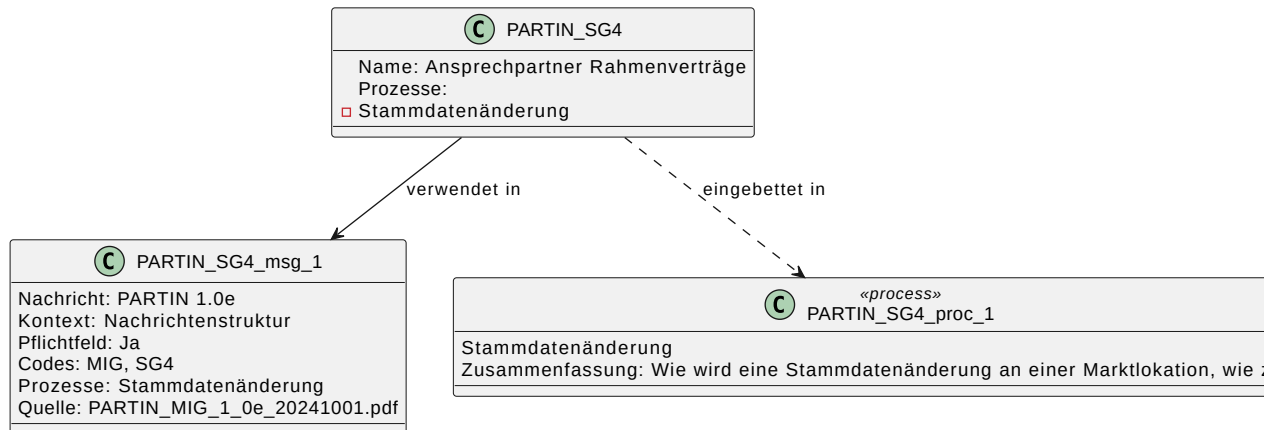 C PARTIN_SG4
Name: Ansprechpartner Rahmenverträge
Prozesse:
Stammdatenänderung
verwendet in
eingebettet in
C PARTIN_SG4_msg_1
Nachricht: PARTIN 1.0e
Kontext: Nachrichtenstruktur
Pflichtfeld: Ja
Codes: MIG, SG4
Prozesse: Stammdatenänderung
Quelle: PARTIN_MIG_1_0e_20241001.pdf
«process»
C PARTIN_SG4_proc_1
Stammdatenänderung
Zusammenfassung: Wie wird eine Stammdatenänderung an einer Marktlokation, wie